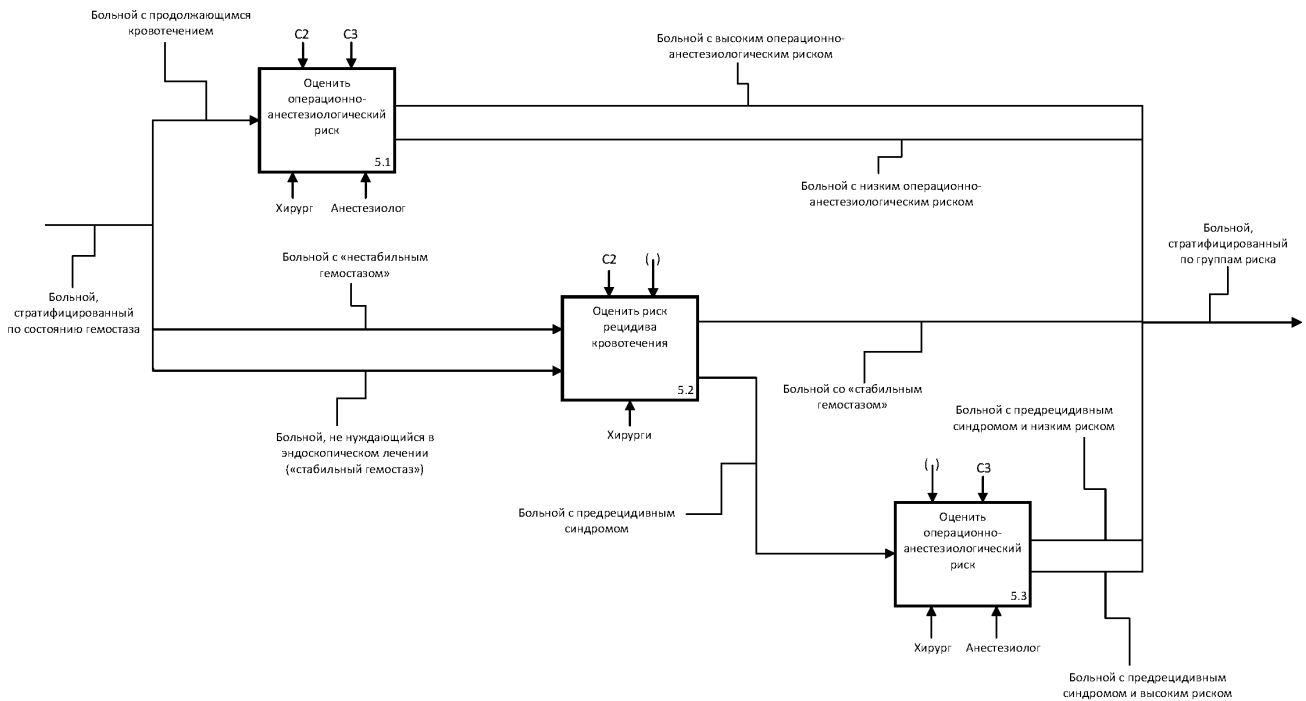 Больной с продолжающимся
кровотечением
C2
C3
Оценить
операционно-
анестезиологический
риск
5.1
Хирург
Анестезиолог
Больной с высоким операционно-
анестезиологическим риском
Больной с низким операционно-
анестезиологическим риском
Больной,
стратифицированный
по состоянию гемостаза
Больной с «нестабильным
гемостазом»
Больной, не нуждающийся в
эндоскопическом лечении
(«стабильный гемостаз»)
C2
( )
Оценить риск
рецидива
кровотечения
5.2
Хирурги
Больной,
стратифицированный
по группам риска
Больной со «стабильным
гемостазом»
Больной с предрецидивным
синдромом и низким риском
Больной с предрецидивным
синдромом
( )
C3
Оценить
операционно-
анестезиологический
риск
5.3
Хирург
Анестезиолог
Больной с предрецидивным
синдромом и высоким риском